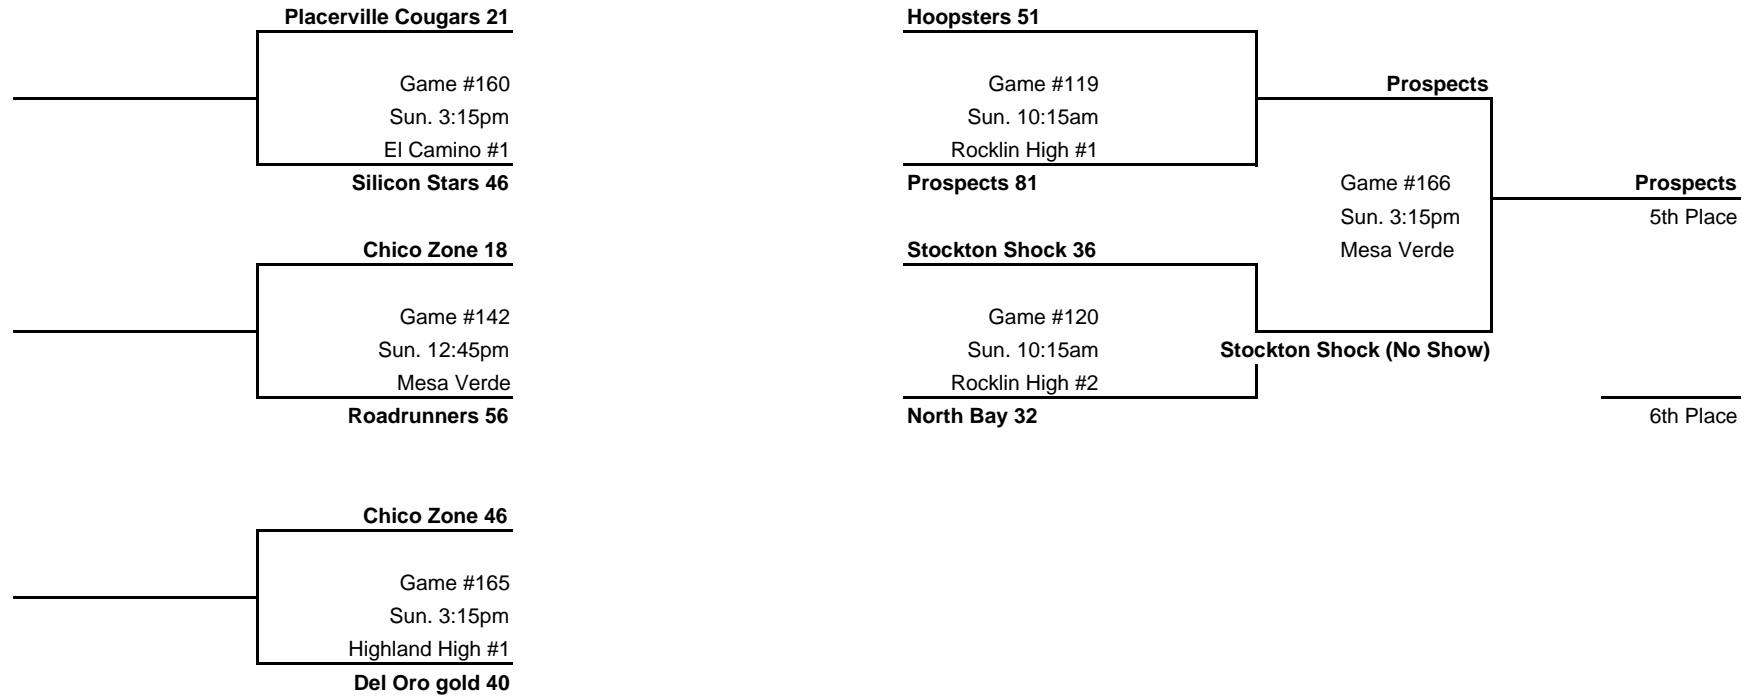 Placerville Cougars 21
Game #160
Sun. 3:15pm
El Camino #1
Silicon Stars 46
Chico Zone 18
Game #142
Sun. 12:45pm
Mesa Verde
Roadrunners 56
Chico Zone 46
Game #165
Sun. 3:15pm
Highland High #1
Del Oro gold 40
Hoopsters 51
Game #119
Sun. 10:15am
Rocklin High #1
Prospects 81
Stockton Shock 36
Game #120
Sun. 10:15am
Rocklin High #2
North Bay 32
Prospects
Game #166
Sun. 3:15pm
Mesa Verde
Stockton Shock (No Show)
Prospects
5th Place
6th Place